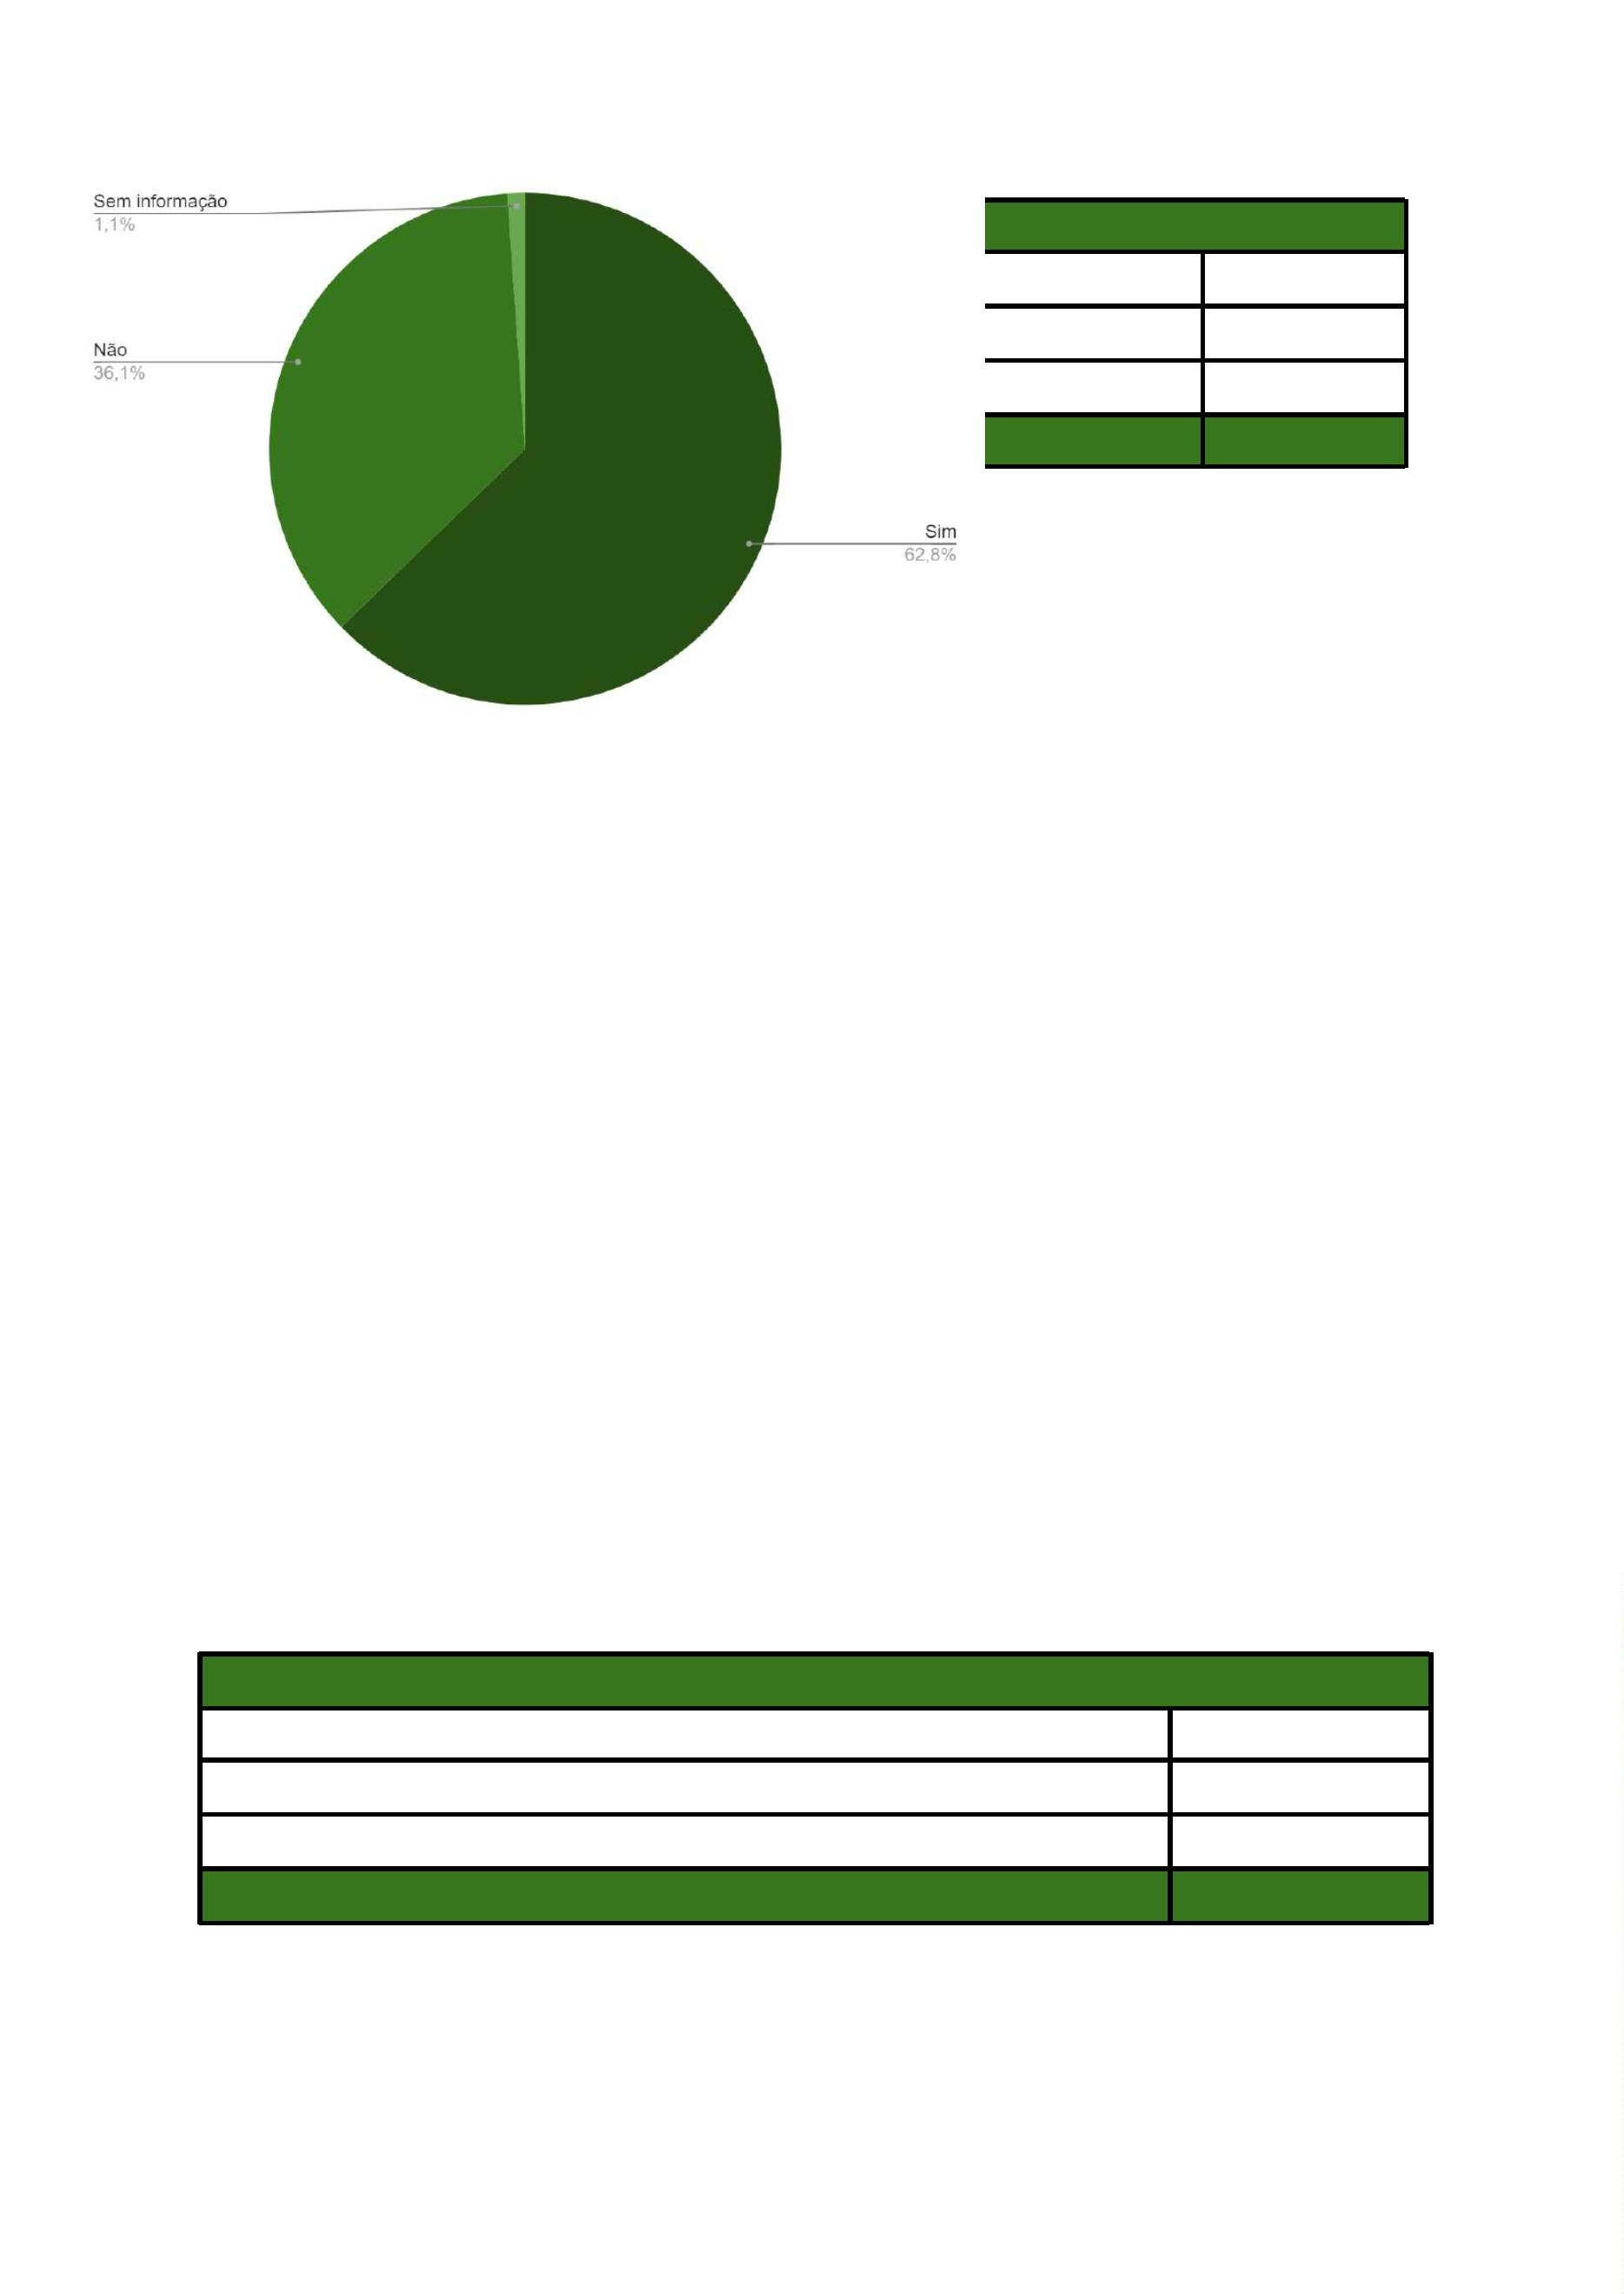 Sem informação
1,1%
Não
36,1%
Sim
62,8%